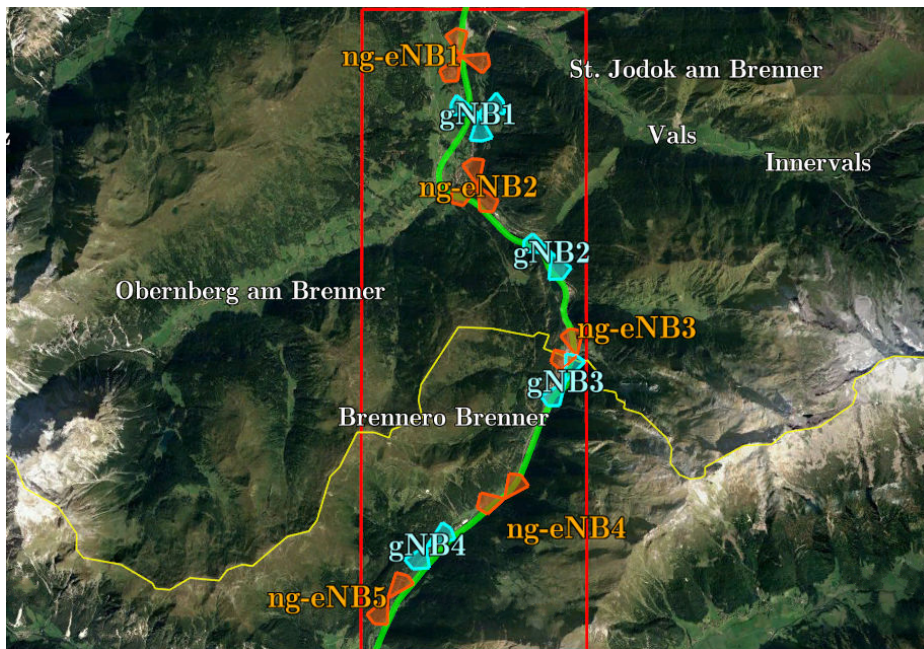 ng-eNB1
St. Jodok am Brenner
gNB1
Vals
Innervals
ng-eNB2
gNB2
Obernberg am Brenner
ng-eNB3
gNB3
Brennero Brenner
ng-eNB4
gNB4
ng-eNB5